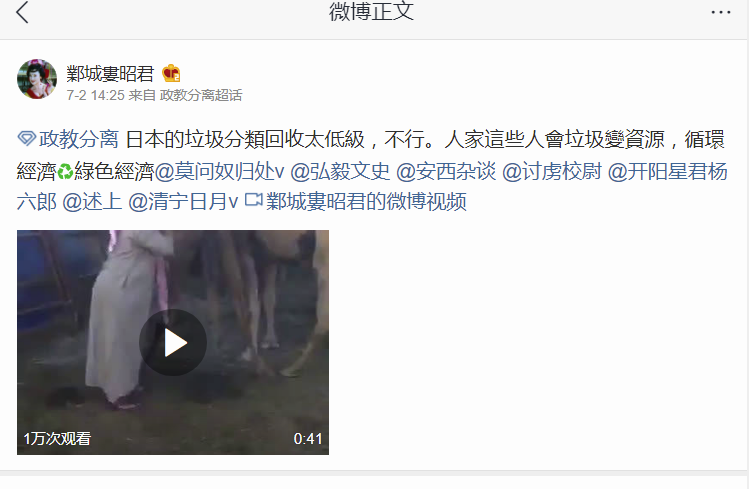 微博正文
鄴城婁昭君
7-2 14:25 来自 政教分离超话
政教分离 日本的垃圾分類回收太低級，不行。人家這些人會垃圾變資源，循環
經濟♻綠色經濟@莫问奴归处v @弘毅文史 @安西杂谈 @讨虏校尉 @开阳星君杨
六郎 @述上 @清宁日月v 鄴城婁昭君的微博视频
1万次观看
0:41